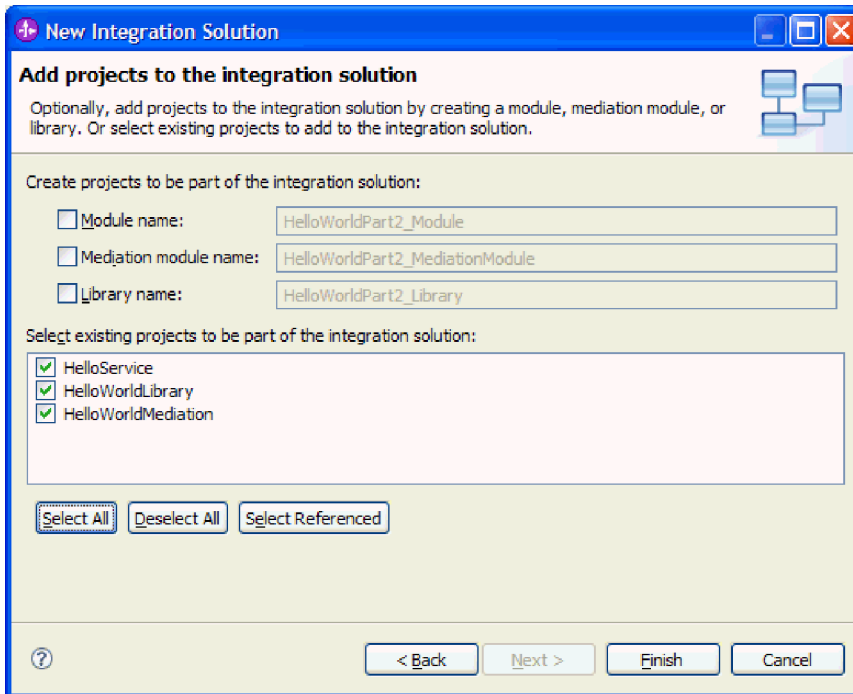 New Integration Solution
Add projects to the integration solution
Optionally, add projects to the integration solution by creating a module, mediation module, or
library. Or select existing projects to add to the integration solution.
Create projects to be part of the integration solution:
Module name: HelloWorldPart2_Module
Mediation module name: HelloWorldPart2_MediationModule
Library name: HelloWorldPart2_Library
Select existing projects to be part of the integration solution:
HelloService
HelloWorldLibrary
HelloWorldMediation
Select All Deselect All Select Referenced
? < Back Next > Finish Cancel